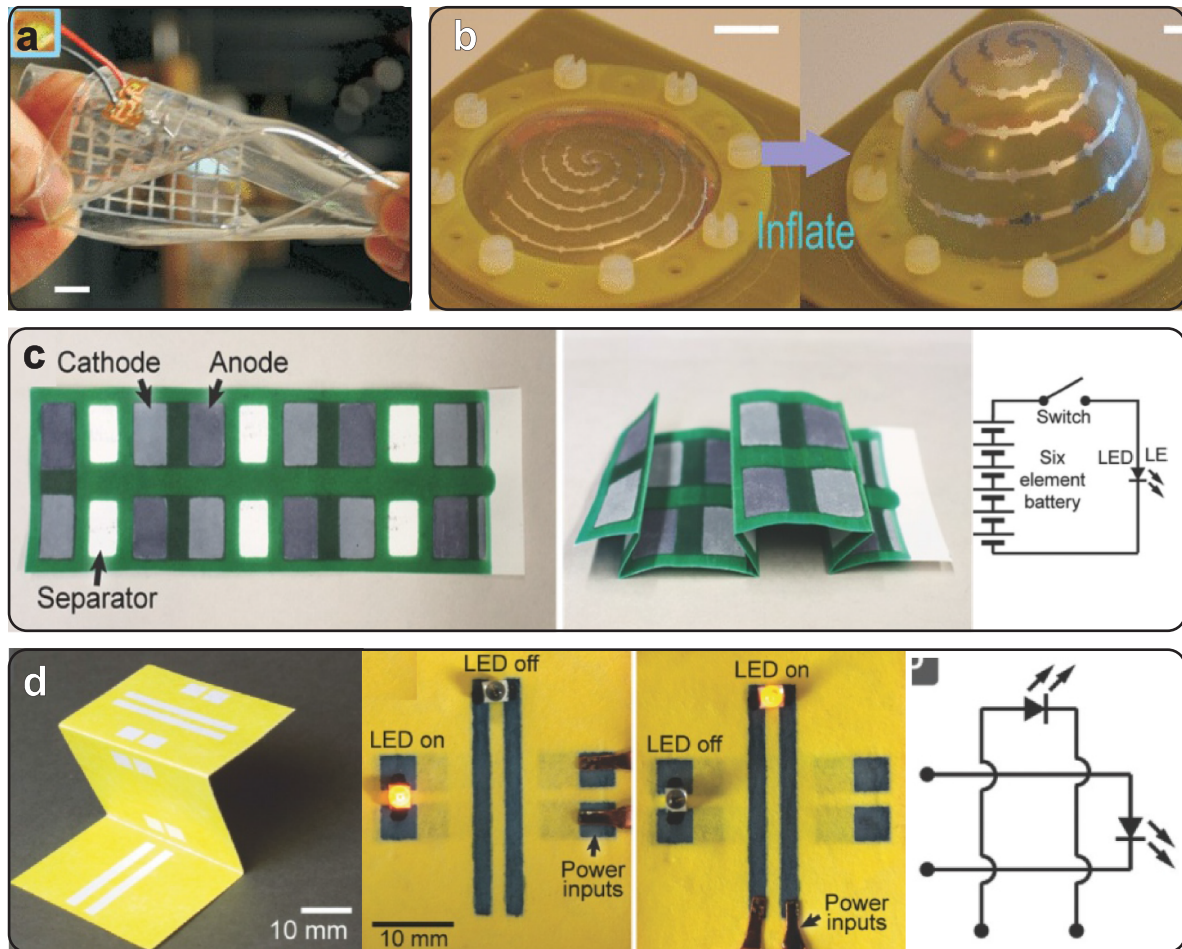 a
b
Inflate
c
Cathode
Anode
Separator
Switch
Six
element
battery
LED
LE
d
10 mm
LED off
LED on
Power
inputs
10 mm
LED on
LED off
Power
inputs